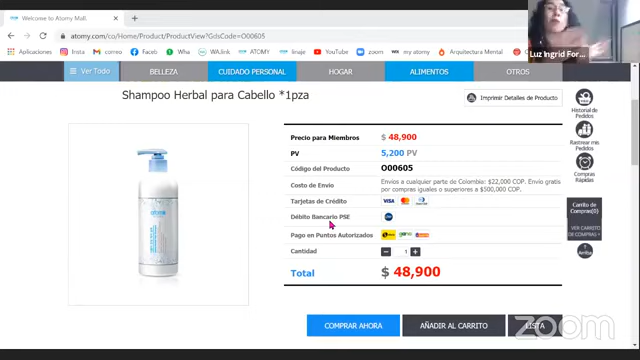 Welcome to Atomy Mall.
atomy.com/co/Home/Product/ProductView?GdsCode=O00605
Aplicaciones Insta correo Faceb Wha WA.link ATOMY linaje Zoom my atomy Arquitectura Mental Otros
Luz Ingrid For...
Ver Todo BELLEZA CUIDADO PERSONAL HOGAR ALIMENTOS OTROS
Shampoo Herbal para Cabello *1pza
Imprimir Detalles de Producto
Precio para Miembros $ 48,900
PV 5,200 PV
Código del Producto O00605
Costo de Envío Envíos a cualquier parte de Colombia: $22,000 COP. Envío gratis por compras iguales o superiores a $500,000 COP.
Tarjetas de Crédito VISA
Débito Bancario PSE
Pago en Puntos Autorizados
Cantidad 1
Total $ 48,900
COMPRAR AHORA AÑADIR AL CARRITO LISTA
Historial de Pedidos
Rastrear mis Pedidos
Compras Rápidas
Carrito de Compras(0)
VER CARRITO DE COMPRAS
Arriba
zoom